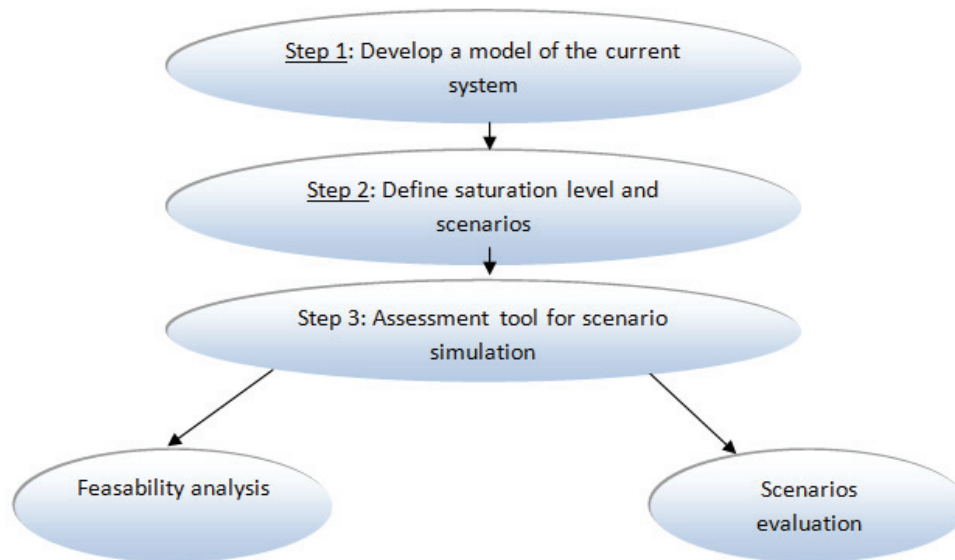 Step 1: Develop a model of the current
system
Step 2: Define saturation level and
scenarios
Step 3: Assessment tool for scenario
simulation
Feasability analysis
Scenarios
evaluation